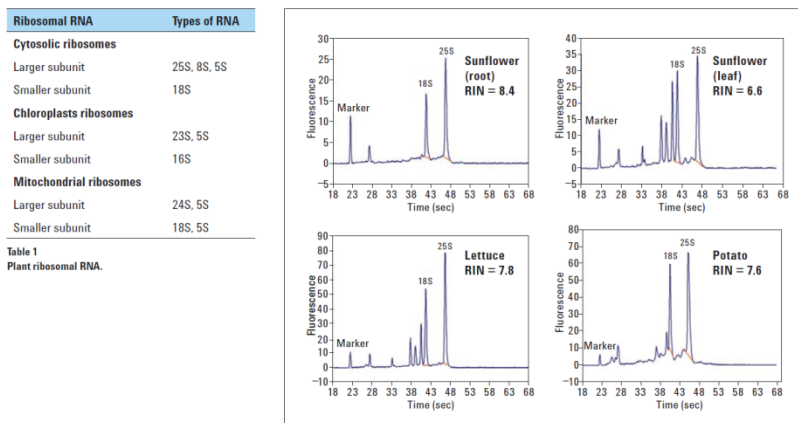 Ribosomal RNA Types of RNA
Cytosolic ribosomes
Larger subunit 25S, 8S, 5S
Smaller subunit 18S
Chloroplasts ribosomes
Larger subunit 23S, 5S
Smaller subunit 16S
Mitochondrial ribosomes
Larger subunit 24S, 5S
Smaller subunit 18S, 5S
Table 1
Plant ribosomal RNA.
30
25
20
15
10
5
0
−5
Fluorescence
Marker
18S
25S
Sunflower
(root)
RIN = 8.4
18 23 28 33 38 43 48 53 58 63 68
Time (sec)
40
35
30
25
20
15
10
5
0
−5
Fluorescence
Marker
18S
25S
Sunflower
(leaf)
RIN = 6.6
18 23 28 33 38 43 48 53 58 63 68
Time (sec)
90
80
70
60
50
40
30
20
10
0
−10
Fluorescence
Marker
18S
25S
Lettuce
RIN = 7.8
18 23 28 33 38 43 48 53 58 63 68
Time (sec)
80
70
60
50
40
30
20
10
0
−10
Fluorescence
Marker
18S
25S
Potato
RIN = 7.6
18 23 28 33 38 43 48 53 58 63 68
Time (sec)